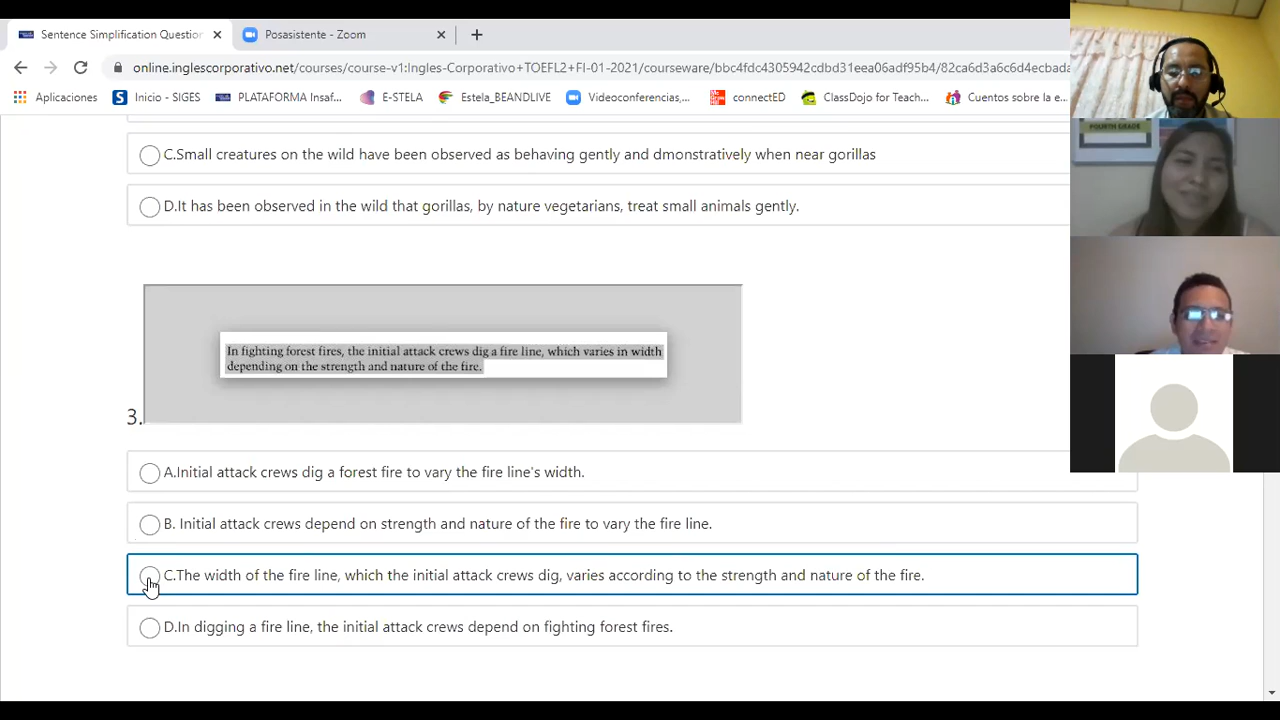 Sentence Simplification Question
Posasistente - Zoom
online.inglescorporativo.net/courses/course-v1:Ingles-Corporativo+TOEFL2+FI-01-2021/courseware/bbc4fdc4305942cdbd31eea06adf95b4/82ca6d3a6c6d4ecbada
Aplicaciones
Inicio - SIGES
PLATAFORMA Insaf...
E-STELA
Estela_BEANDLIVE
Videoconferencias,...
connectED
ClassDojo for Teach...
Cuentos sobre la e...
FOURTH GRADE
C.Small creatures on the wild have been observed as behaving gently and dmonstratively when near gorillas
D.It has been observed in the wild that gorillas, by nature vegetarians, treat small animals gently.
In fighting forest fires, the initial attack crews dig a fire line, which varies in width
depending on the strength and nature of the fire.
3.
A.Initial attack crews dig a forest fire to vary the fire line's width.
B. Initial attack crews depend on strength and nature of the fire to vary the fire line.
C.The width of the fire line, which the initial attack crews dig, varies according to the strength and nature of the fire.
D.In digging a fire line, the initial attack crews depend on fighting forest fires.